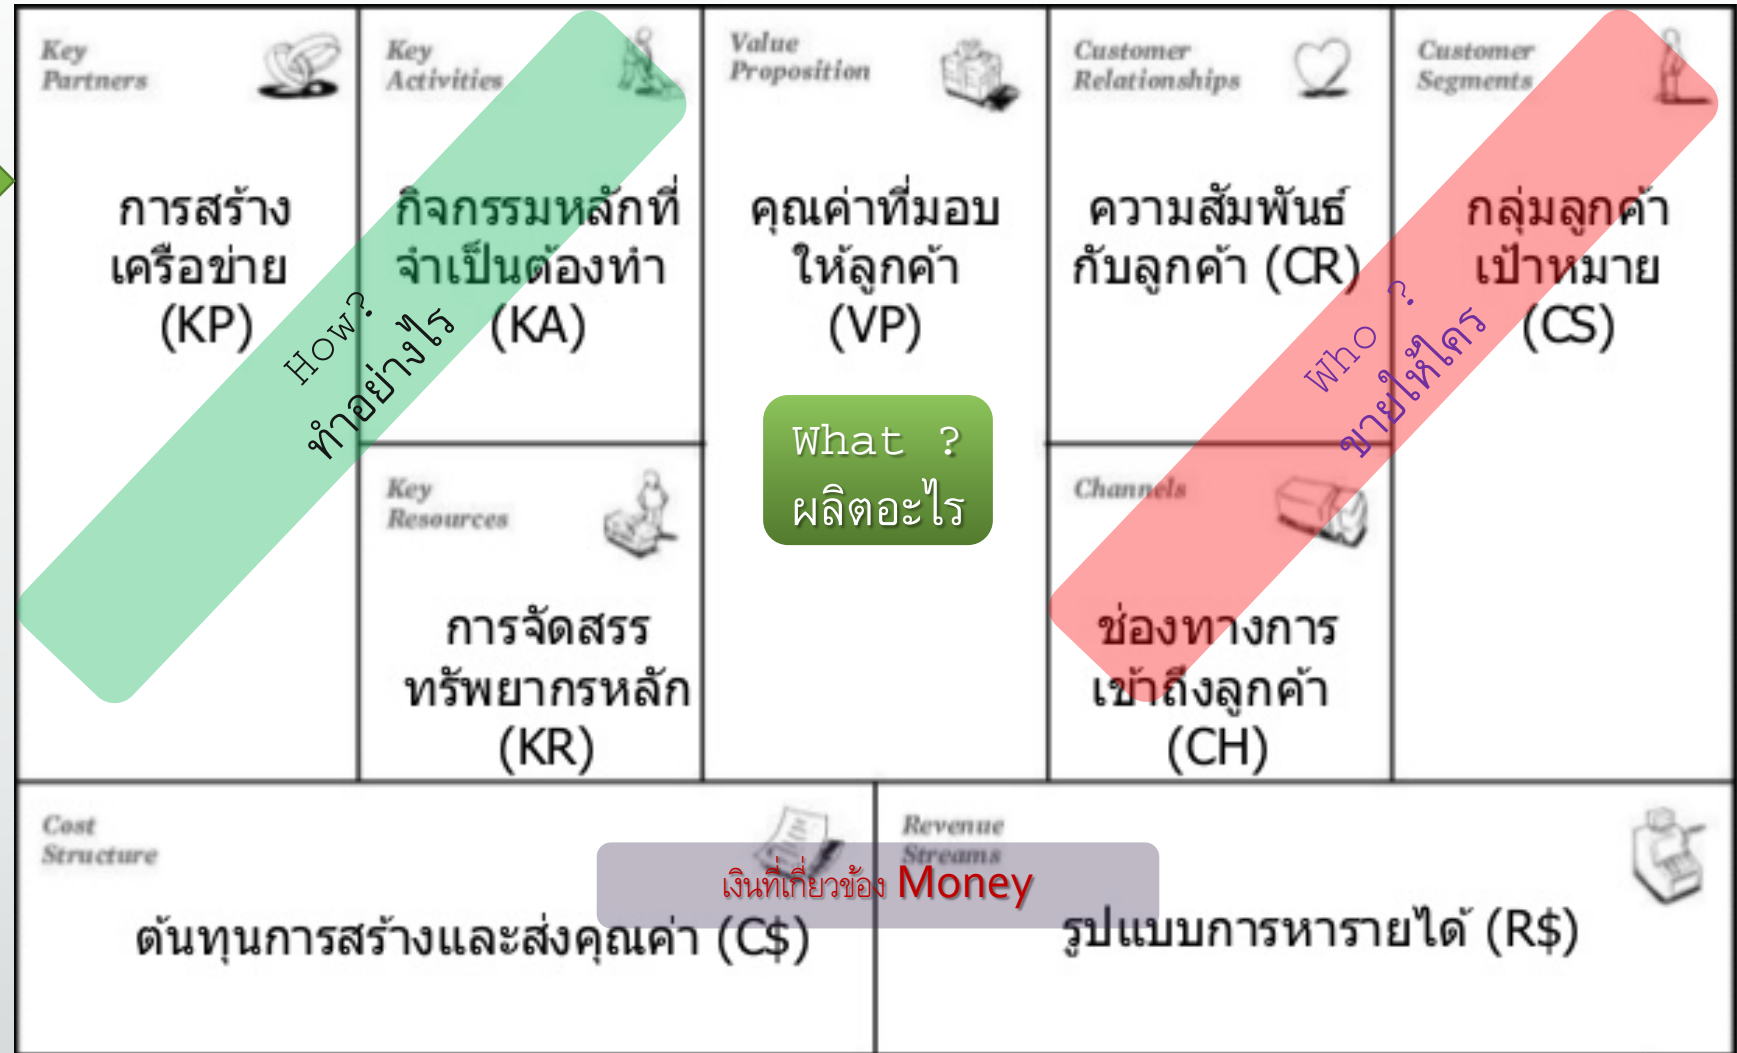 Key
Partners
การสร้าง
เครือข่าย
(KP)
Key
Activities
กิจกรรมหลักที่
จำเป็นต้องทำ
(KA)
How?
ทำอย่างไร
Key
Resources
การจัดสรร
ทรัพยากรหลัก
(KR)
Value
Proposition
คุณค่าที่มอบ
ให้ลูกค้า
(VP)
What ?
ผลิตอะไร
Customer
Relationships
ความสัมพันธ์
กับลูกค้า (CR)
Channels
ช่องทางการ
เข้าถึงลูกค้า
(CH)
Who ?
ขายให้ใคร
Customer
Segments
กลุ่มลูกค้า
เป้าหมาย
(CS)
Cost
Structure
ต้นทุนการสร้างและส่งคุณค่า (C$)
เงินที่เกี่ยวข้อง Money
Revenue
Streams
รูปแบบการหารายได้ (R$)